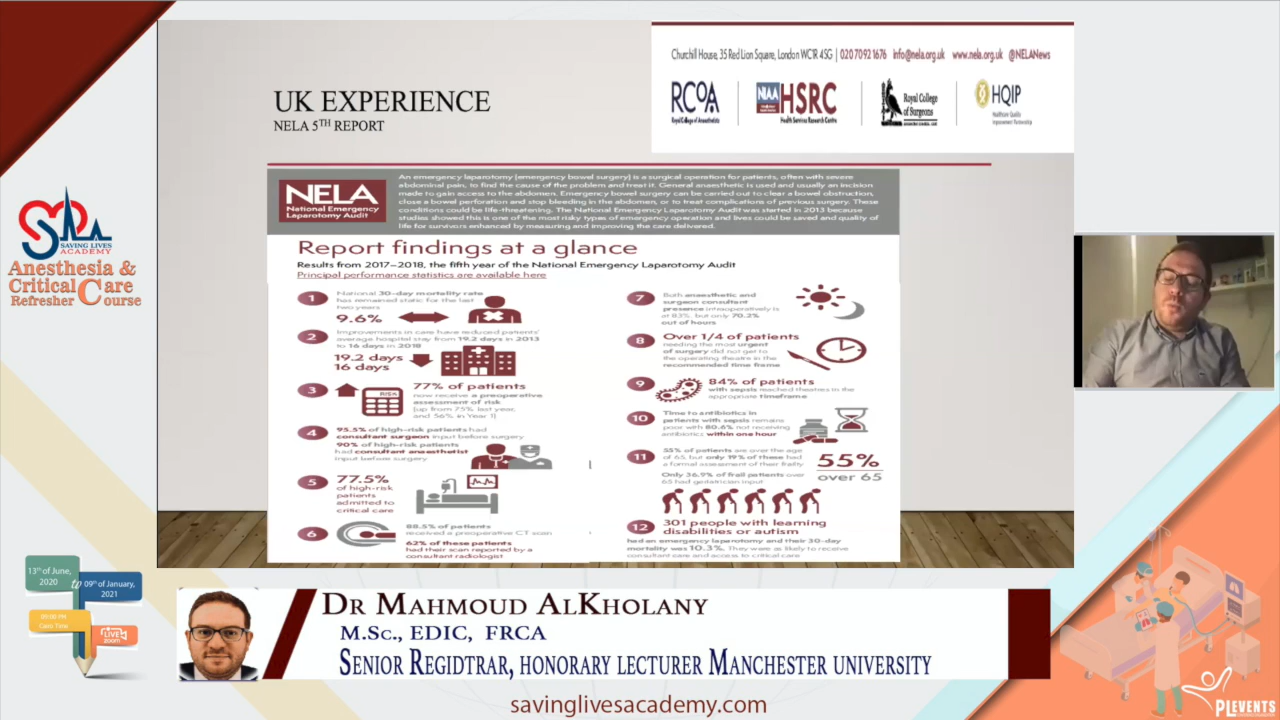 UK EXPERIENCE
NELA 5TH REPORT
Churchill House, 35 Red Lion Square, London WC1R 4SG | 020 7092 1676 info@nela.org.uk www.nela.org.uk @NELANews
RCOA
Royal College of Anaesthetists
NIAA
HSRC
Health Services Research Centre
Royal College
of Surgeons
HQIP
Healthcare Quality
Improvement Partnership
NELA
National Emergency
Laparotomy Audit
An emergency laparotomy (emergency bowel surgery) is a surgical operation for patients, often with severe
abdominal pain, to find the cause of the problem and treat it. General anaesthetic is used and usually an incision
made to gain access to the abdomen. Emergency bowel surgery can be carried out to clear a bowel obstruction,
close a bowel perforation and stop bleeding in the abdomen, or to treat complications of previous surgery. These
conditions could be life-threatening. The National Emergency Laparotomy Audit was started in 2013 because
studies showed this is one of the most risky types of emergency operation and lives could be saved and quality of
life for survivors enhanced by measuring and improving the care delivered.
Report findings at a glance
Results from 2017–2018, the fifth year of the National Emergency Laparotomy Audit
Principal performance statistics are available here
1
National 30-day mortality rate
has remained static for the last
two years
9.6%
2
Improvements in care have reduced patients'
average hospital stay from 19.2 days in 2013
to 16 days in 2018
19.2 days
16 days
3
RISK
77% of patients
now receive a preoperative
assessment of risk
(up from 75% last year,
and 56% in Year 1)
4
95.5% of high-risk patients had
consultant surgeon input before surgery
90% of high-risk patients
had consultant anaesthetist
input before surgery
5
77.5%
of high-risk
patients
admitted to
critical care
6
88.5% of patients
received a preoperative CT scan
62% of these patients
had their scan reported by a
consultant radiologist
7
Both anaesthetic and
surgeon consultant
presence intraoperatively is
at 83%, but only 70.2%
out of hours
8
Over 1/4 of patients
needing the most urgent
of surgery did not get to
the operating theatre in the
recommended time frame
9
84% of patients
with sepsis reached theatres in the
appropriate timeframe
10
Time to antibiotics in
patients with sepsis remains
poor with 80.6% not receiving
antibiotics within one hour
11
55% of patients are over the age
of 65, but only 19% of these had
a formal assessment of their frailty
Only 36.9% of frail patients over
65 had geriatrician input
55%
over 65
12
301 people with learning
disabilities or autism
had an emergency laparotomy and their 30-day
mortality was 10.3%. They were as likely to receive
consultant care and access to critical care
SAVING LIVES
ACADEMY
Anesthesia &
Critical Care
Refresher Course
13th of June,
2020
to
09th of January,
2021
09:00 PM
Cairo Time
LIVE
zoom
DR MAHMOUD ALKHOLANY
M.SC., EDIC, FRCA
SENIOR REGIDTRAR, HONORARY LECTURER MANCHESTER UNIVERSITY
savinglivesacademy.com
PLEVENTS